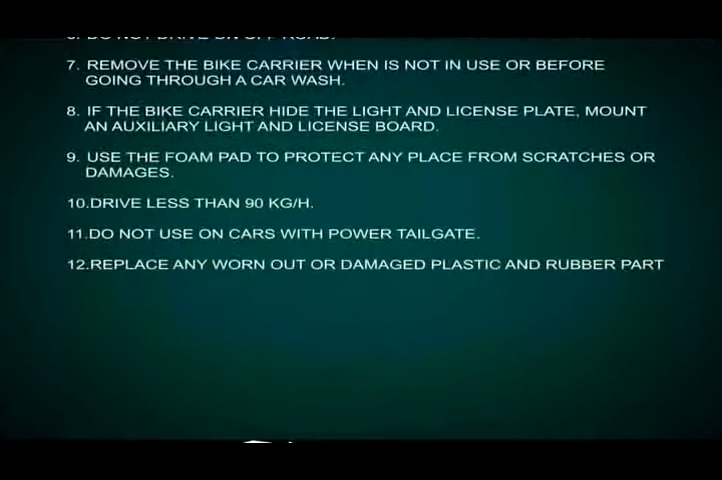 7. REMOVE THE BIKE CARRIER WHEN IS NOT IN USE OR BEFORE
GOING THROUGH A CAR WASH.
8. IF THE BIKE CARRIER HIDE THE LIGHT AND LICENSE PLATE, MOUNT
AN AUXILIARY LIGHT AND LICENSE BOARD.
9. USE THE FOAM PAD TO PROTECT ANY PLACE FROM SCRATCHES OR
DAMAGES.
10.DRIVE LESS THAN 90 KG/H.
11.DO NOT USE ON CARS WITH POWER TAILGATE.
12.REPLACE ANY WORN OUT OR DAMAGED PLASTIC AND RUBBER PART